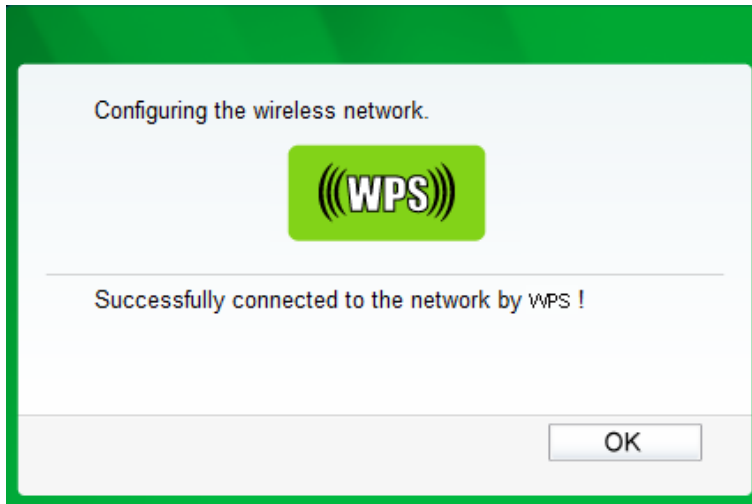 Configuring the wireless network.
(((WPS)))
Successfully connected to the network by WPS !
OK